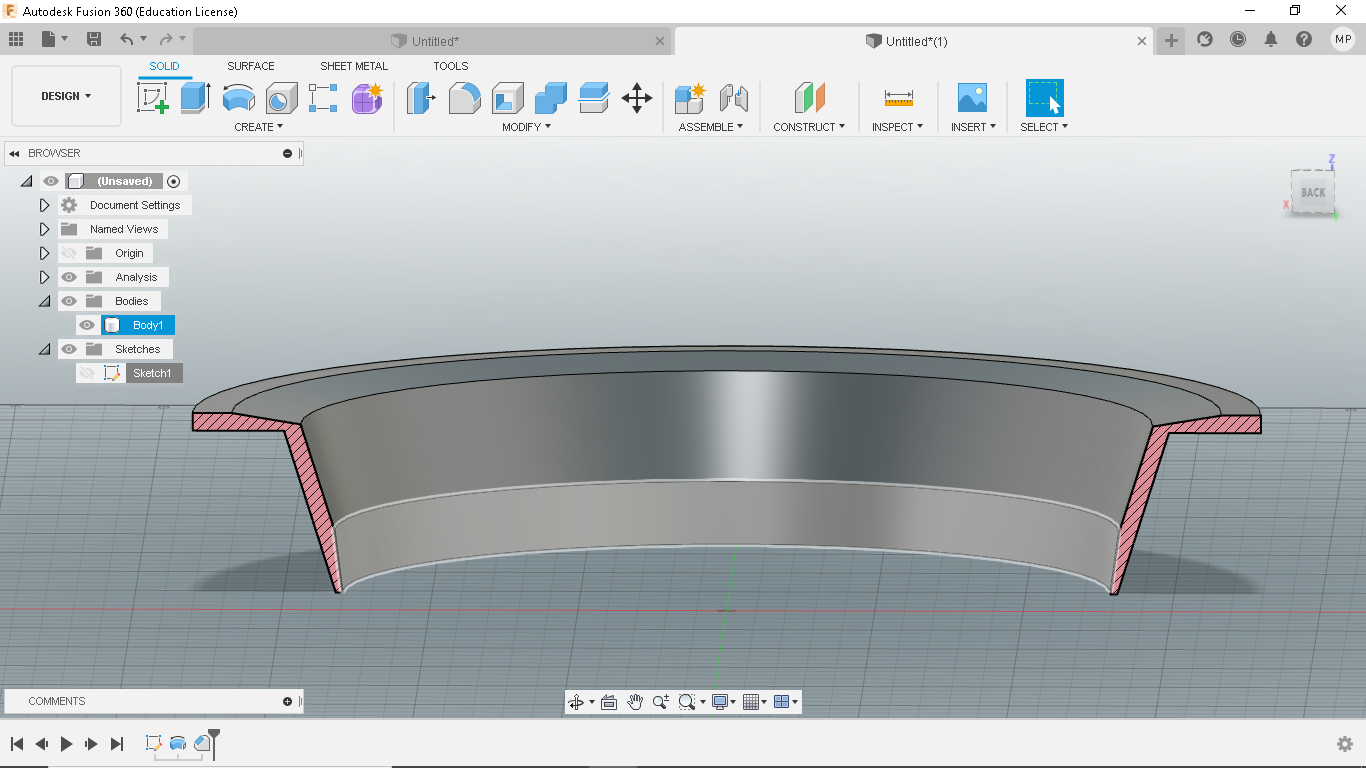 Autodesk Fusion 360 (Education License)
Untitled*
Untitled*(1)
MP
DESIGN
SOLID
SURFACE
SHEET METAL
TOOLS
CREATE
MODIFY
ASSEMBLE
CONSTRUCT
INSPECT
INSERT
SELECT
BROWSER
(Unsaved)
Document Settings
Named Views
Origin
Analysis
Bodies
Body1
Sketches
Sketch1
Z
BACK
X
COMMENTS